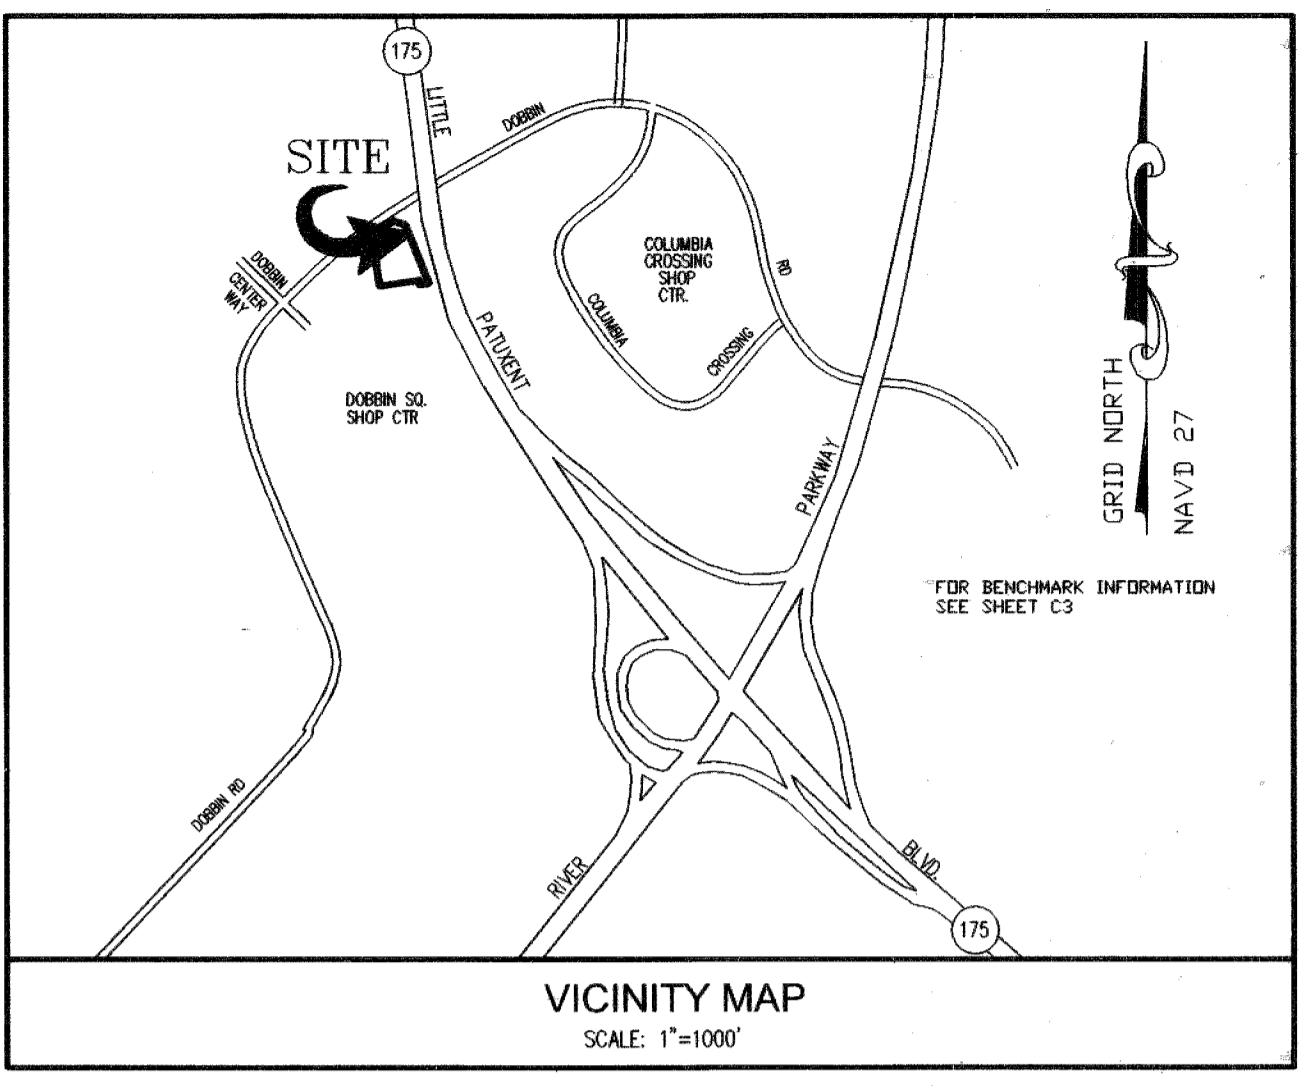 175
LITTLE
DOBBIN
SITE
DOBBIN
CENTER
WAY
COLUMBIA
CROSSING
SHOP
CTR.
RD
COLUMBIA
CROSSING
PATUXENT
DOBBIN SQ.
SHOP CTR
PARKWAY
GRID NORTH
NAVD 27
FOR BENCHMARK INFORMATION
SEE SHEET C3
DOBBIN RD
RIVER
BLVD.
175
VICINITY MAP
SCALE: 1"=1000'